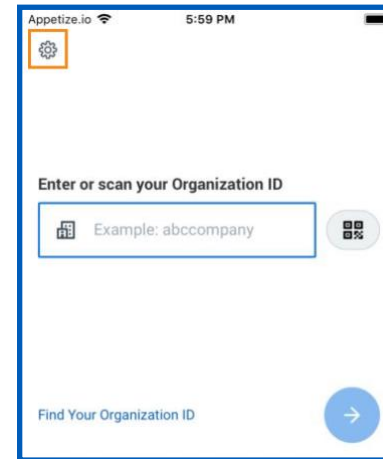 Appetize.io 5:59 PM
Enter or scan your Organization ID
Example: abccompany
Find Your Organization ID